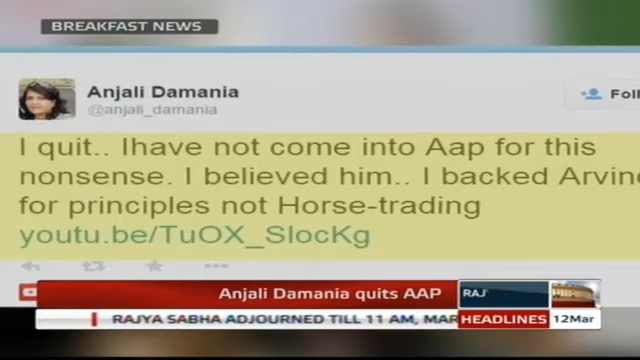 BREAKFAST NEWS
Anjali Damania
@anjali_damania
Foll
I quit.. Ihave not come into Aap for this
nonsense. I believed him.. I backed Arvin
for principles not Horse-trading
youtu.be/TuOX_SlocKg
Anjali Damania quits AAP
RAJ
RAJYA SABHA ADJOURNED TILL 11 AM, MAR
HEADLINES
12Mar